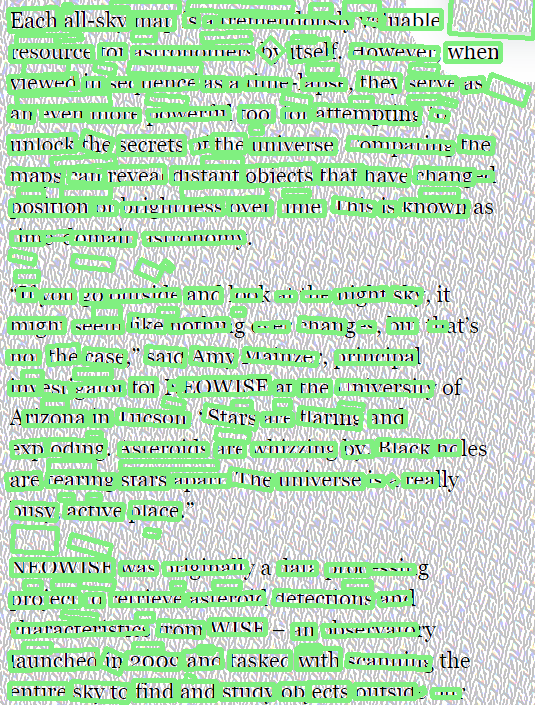 Each all-sky map is a tremendously valuable
resource for astronomers by itself. However, when
viewed in sequence as a time-lapse, they serve as
an even more powerful tool for attempting to
unlock the secrets of the universe. Comparing the
maps can reveal distant objects that have changed
position or brightness over time. This is known as
time-domain astronomy.
“If you go outside and look at the night sky, it
might seem like nothing ever changes, but that’s
not the case,” said Amy Mainzer, principal
investigator for NEOWISE at the University of
Arizona in Tucson. “Stars are flaring and
exploding. Asteroids are whizzing by. Black holes
are tearing stars apart. The universe is a really
busy, active place.”
NEOWISE was originally a data processing
project to retrieve asteroid detections and
characteristics from WISE – an observatory
launched in 2009 and tasked with scanning the
entire sky to find and study objects outside our